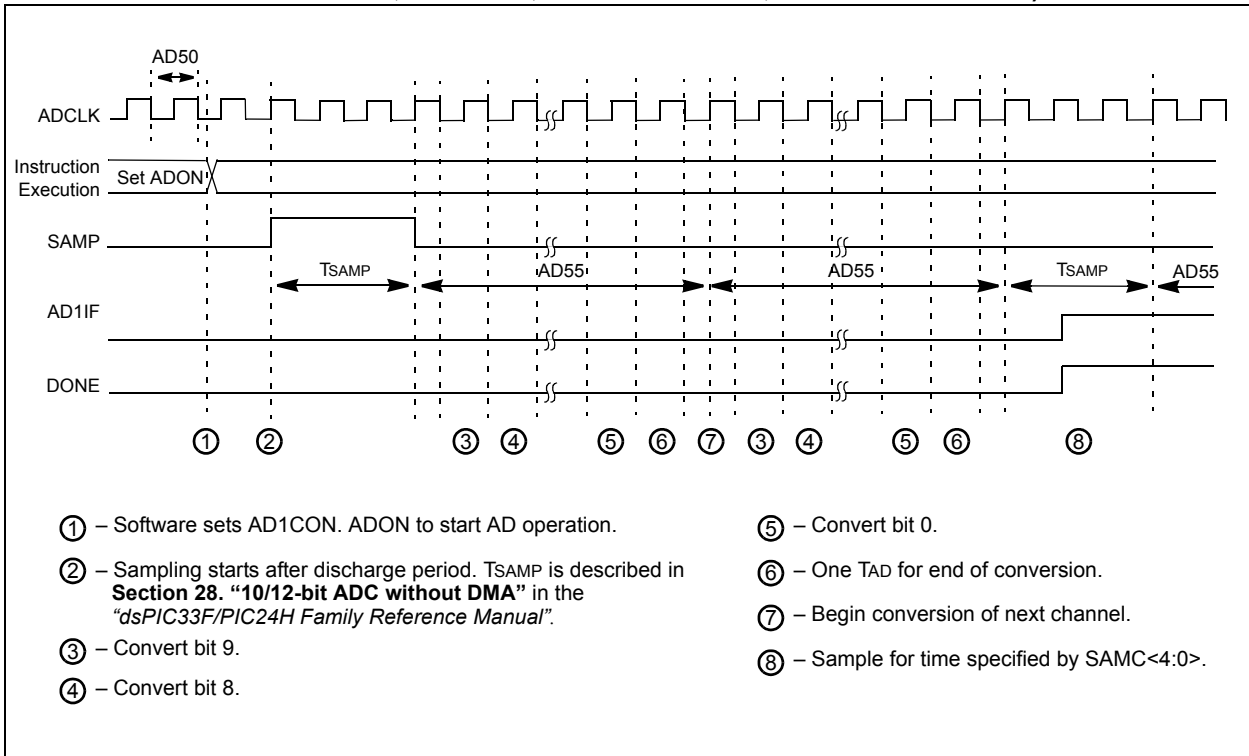 AD50
ADCLK
Instruction
Execution
Set ADON
SAMP
TSAMP
AD55
AD55
TSAMP
AD55
AD1IF
DONE
1 2 3 4 5 6 7 3 4 5 6 8
1 – Software sets AD1CON. ADON to start AD operation.
2 – Sampling starts after discharge period. TSAMP is described in
Section 28. “10/12-bit ADC without DMA” in the
“dsPIC33F/PIC24H Family Reference Manual”.
3 – Convert bit 9.
4 – Convert bit 8.
5 – Convert bit 0.
6 – One TAD for end of conversion.
7 – Begin conversion of next channel.
8 – Sample for time specified by SAMC<4:0>.